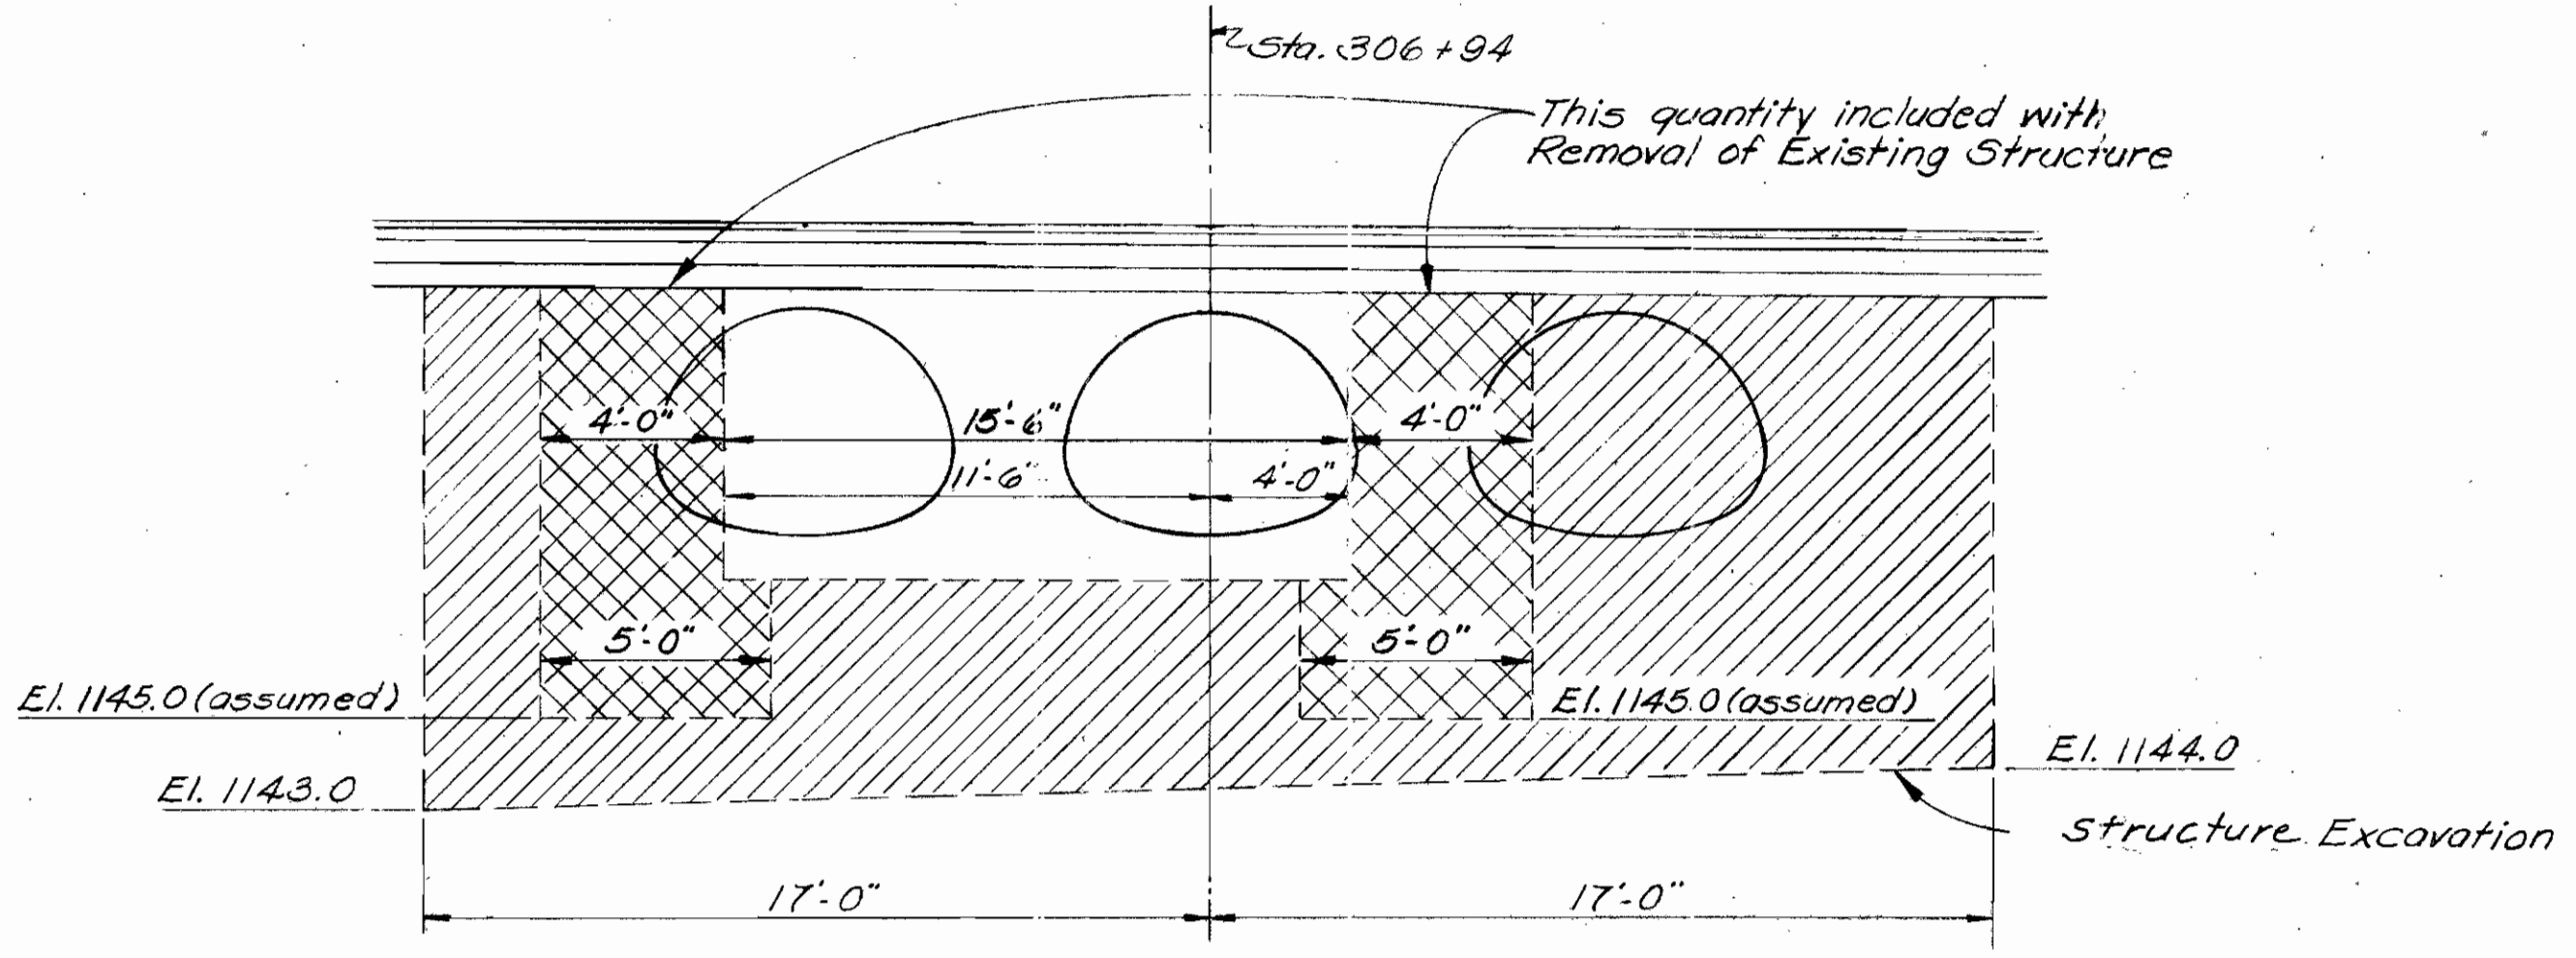 Sta. 306+94
This quantity included with
Removal of Existing Structure
4'-0"
15'-6"
4'-0"
11'-6"
4'-0"
5'-0"
5'-0"
El. 1145.0 (assumed)
El. 1145.0 (assumed)
El. 1144.0
El. 1143.0
Structure Excavation
17'-0"
17'-0"